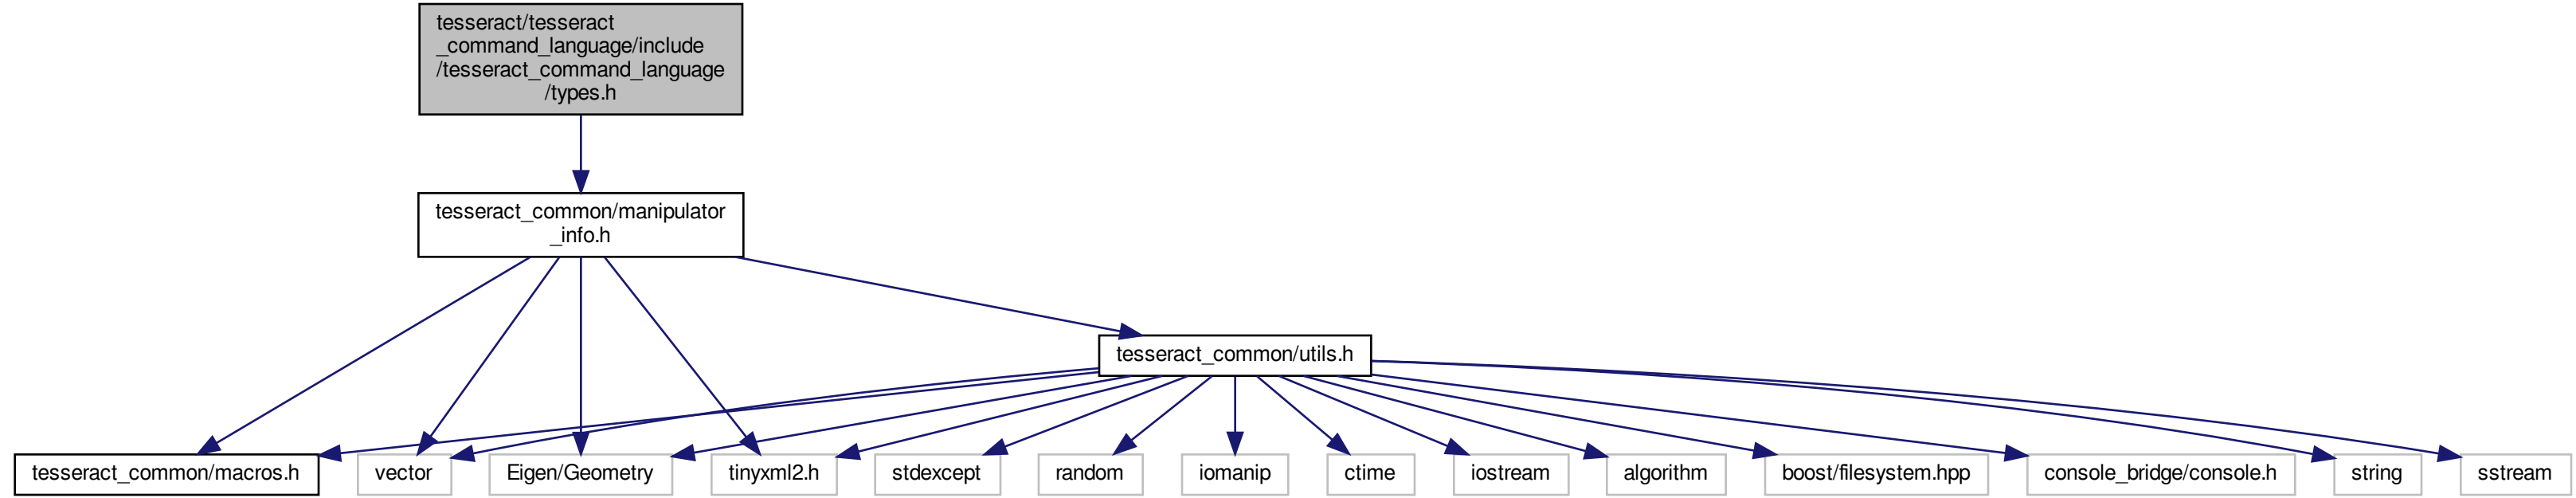 tesseract/tesseract
_command_language/include
/tesseract_command_language
/types.h
tesseract_common/manipulator
_info.h
tesseract_common/utils.h
tesseract_common/macros.h
vector
Eigen/Geometry
tinyxml2.h
stdexcept
random
iomanip
ctime
iostream
algorithm
boost/filesystem.hpp
console_bridge/console.h
string
sstream